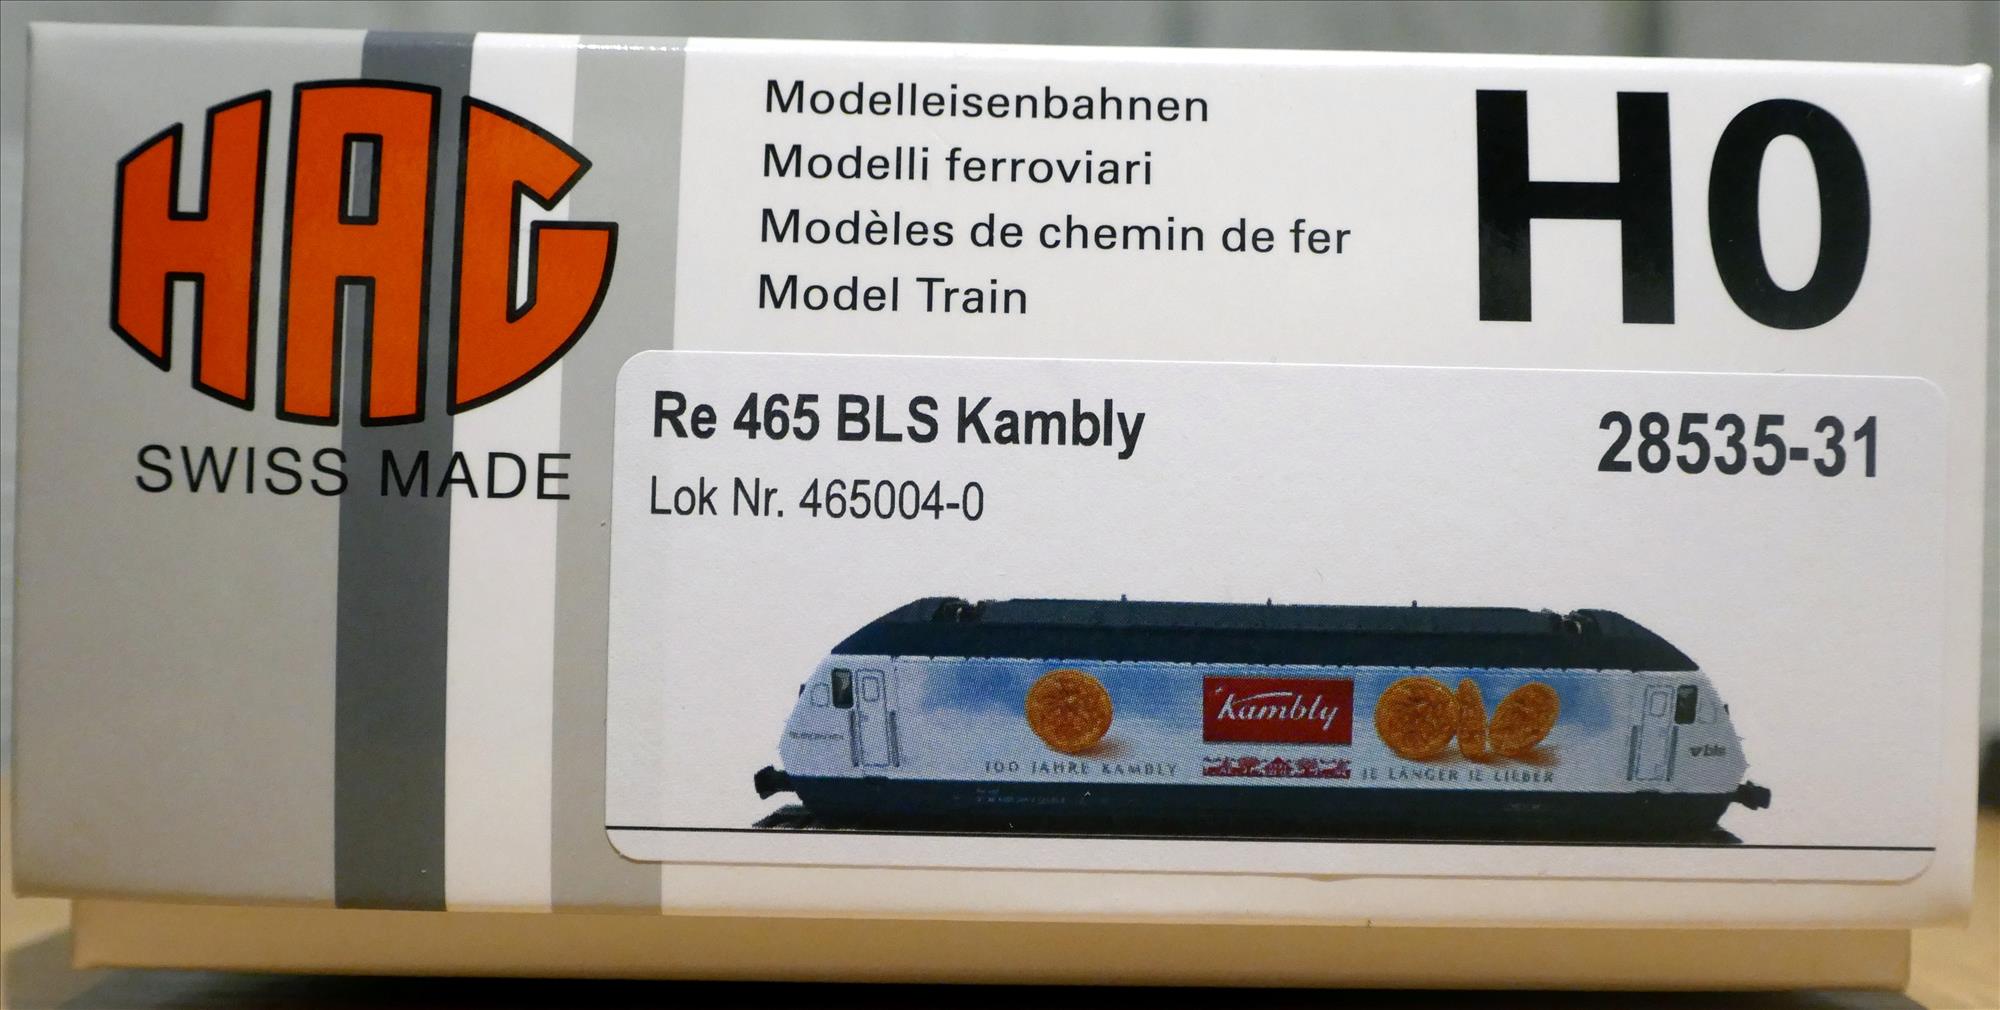 HAG
SWISS MADE
Modelleisenbahnen
Modelli ferroviari
Modèles de chemin de fer
Model Train
H0
Re 465 BLS Kambly
28535-31
Lok Nr. 465004-0
Kambly
100 JAHRE KAMBLY
JE LÄNGER JE LIEBER
bls